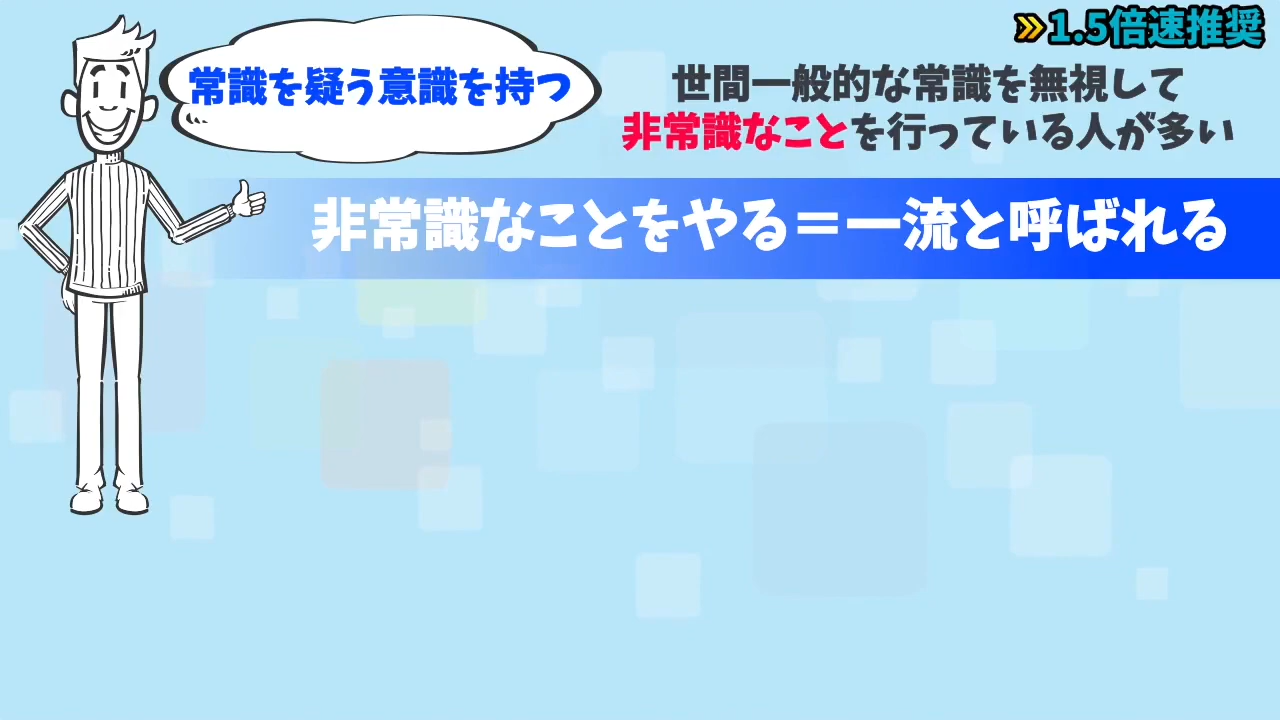 1.5倍速推奨
常識を疑う意識を持つ
世間一般的な常識を無視して
非常識なことを行っている人が多い
非常識なことをやる＝一流と呼ばれる